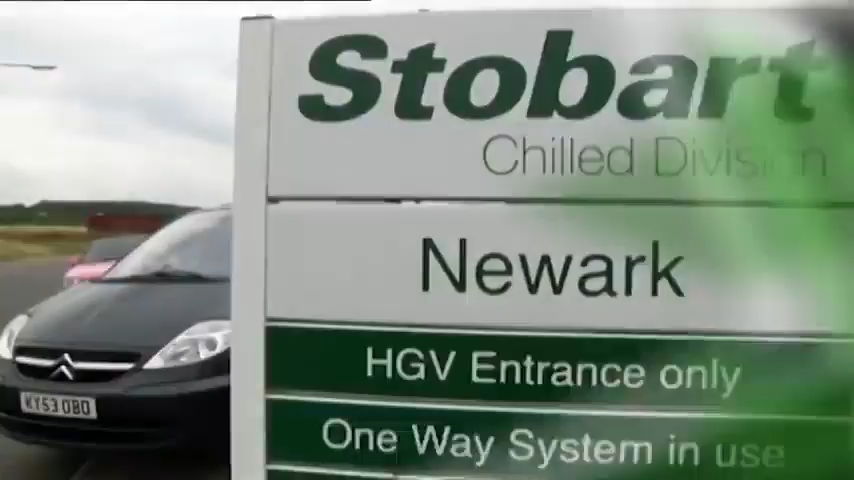 Stobart
Chilled Division
Newark
HGV Entrance only
One Way System in use
KY53 OBO